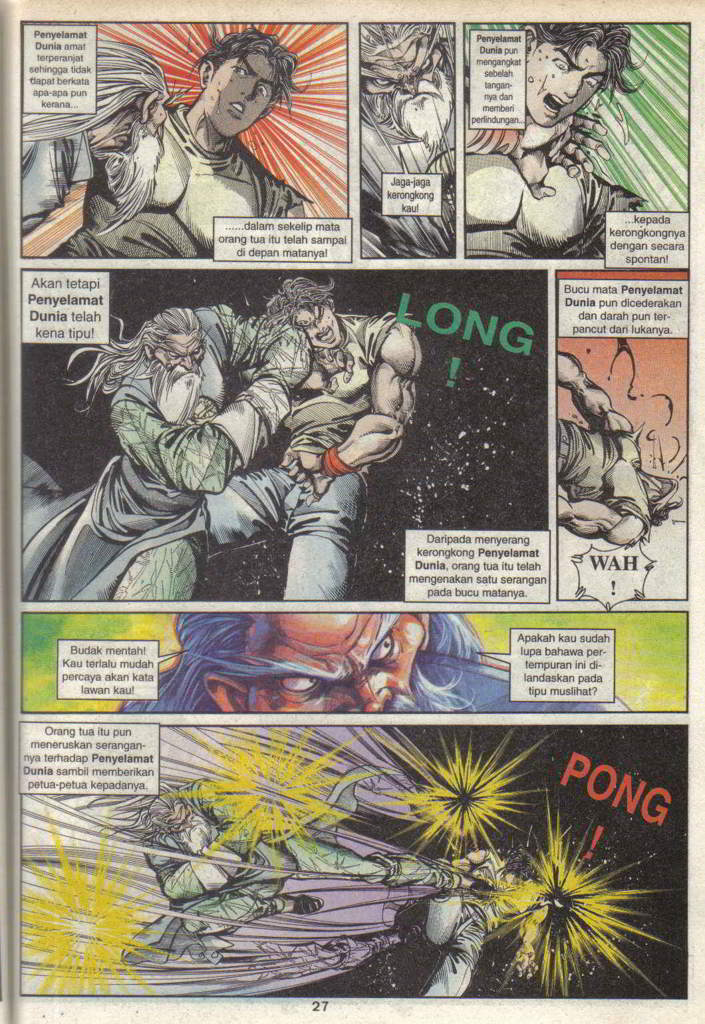 Penyelamat
Dunia amat
terperanjat
sehingga tidak
dapat berkata
apa-apa pun
kerana...
......dalam sekelip mata
orang tua itu telah sampai
di depan matanya!
Jaga-jaga
kerongkong
kau!
Penyelamat
Dunia pun
mengangkat
sebelah
tangan-
nya dan
memberi
perlindungan...
...kepada
kerongkongnya
dengan secara
spontan!
Akan tetapi
Penyelamat
Dunia telah
kena tipu!
LONG
!
Daripada menyerang
kerongkong Penyelamat
Dunia, orang tua itu telah
mengenakan satu serangan
pada bucu matanya.
Bucu mata Penyelamat
Dunia pun dicederakan
dan darah pun ter-
pancut dari lukanya.
WAH
!
Budak mentah!
Kau terlalu mudah
percaya akan kata
lawan kau!
Apakah kau sudah
lupa bahawa per-
tempuran ini di-
landaskan pada
tipu muslihat?
Orang tua itu pun
meneruskan serangan-
nya terhadap Penyelamat
Dunia sambil memberikan
petua-petua kepadanya.
PONG
!
27